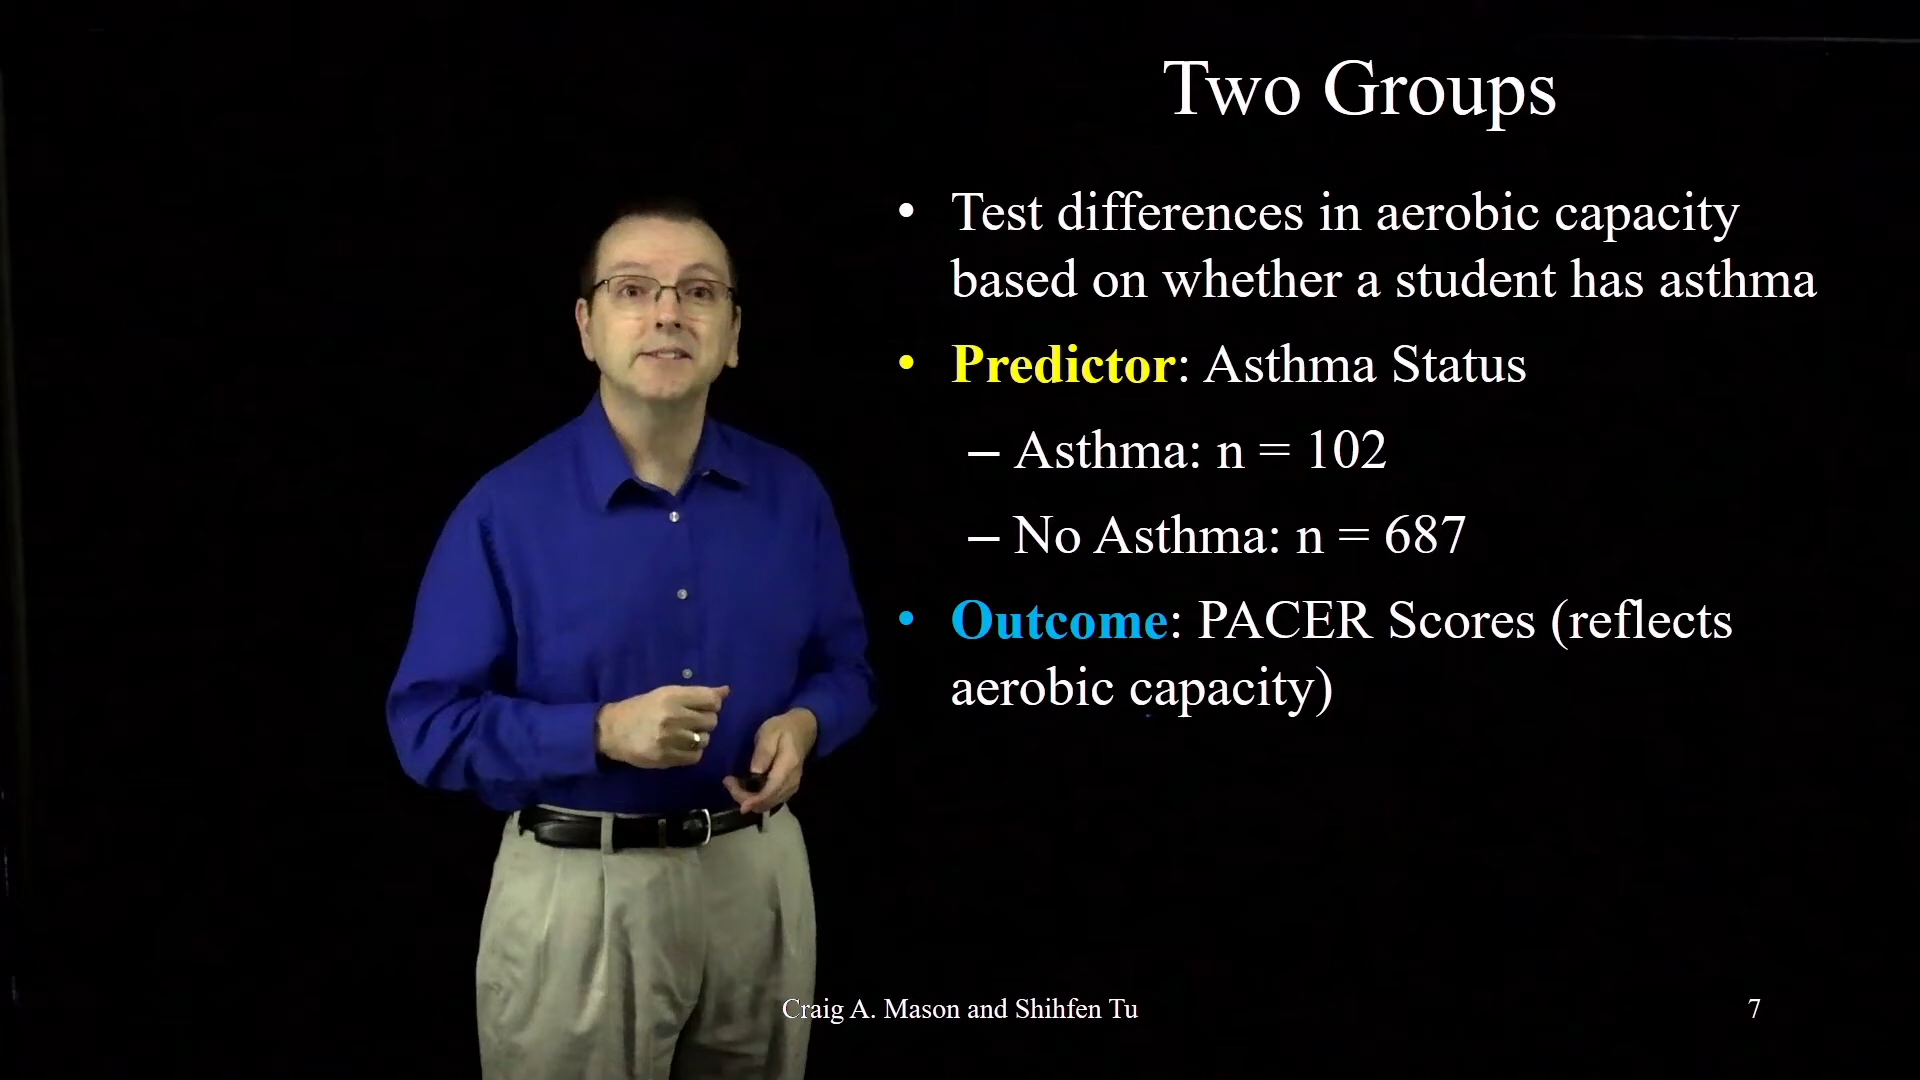 Two Groups
• Test differences in aerobic capacity
based on whether a student has asthma
• Predictor: Asthma Status
– Asthma: n = 102
– No Asthma: n = 687
• Outcome: PACER Scores (reflects
aerobic capacity)
Craig A. Mason and Shihfen Tu
7